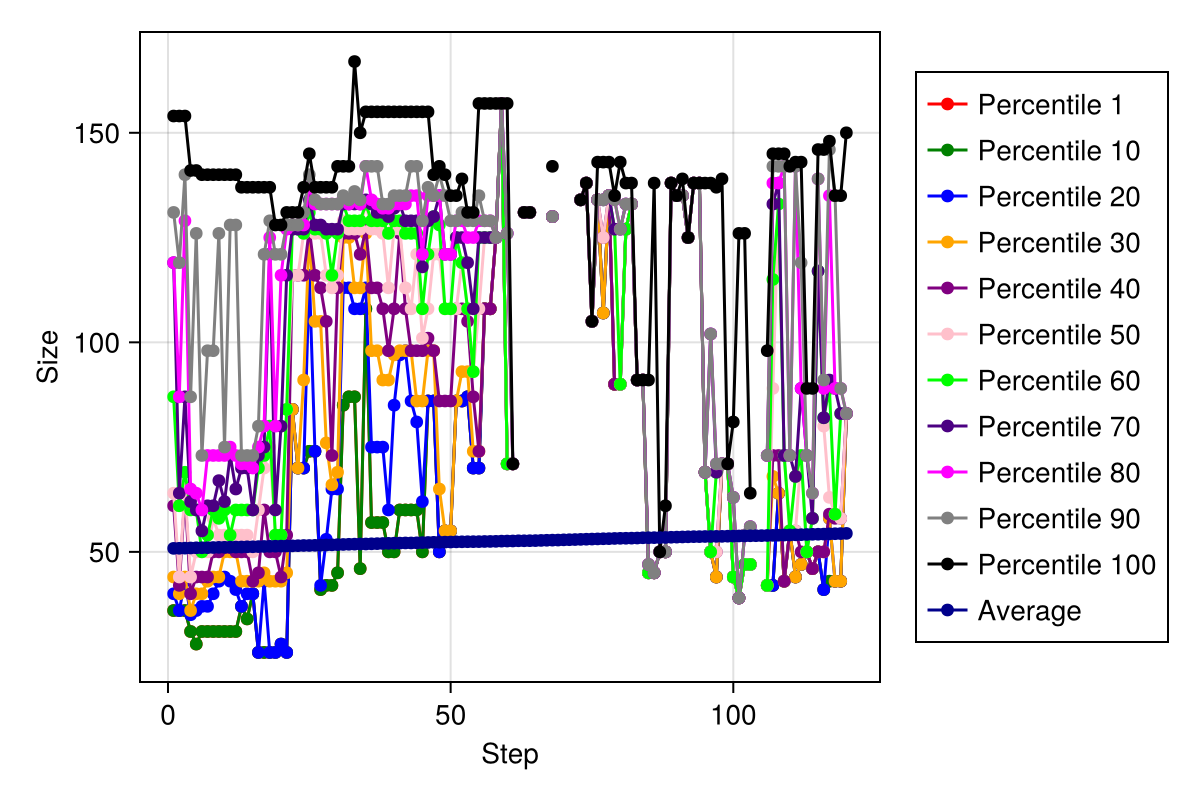 150
100
50
0
50
100
Size
Step
Percentile 1
Percentile 10
Percentile 20
Percentile 30
Percentile 40
Percentile 50
Percentile 60
Percentile 70
Percentile 80
Percentile 90
Percentile 100
Average